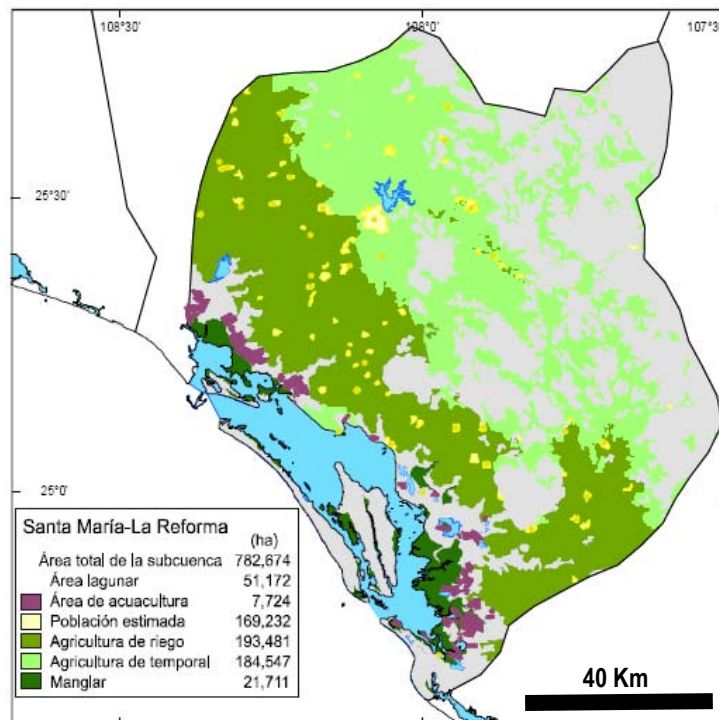 108°30'
108°0'
107°3
25°30'
25°0'
Santa María-La Reforma
(ha)
Área total de la subcuenca 782,674
Área lagunar 51,172
Área de acuacultura 7,724
Población estimada 169,232
Agricultura de riego 193,481
Agricultura de temporal 184,547
Manglar 21,711
40 Km